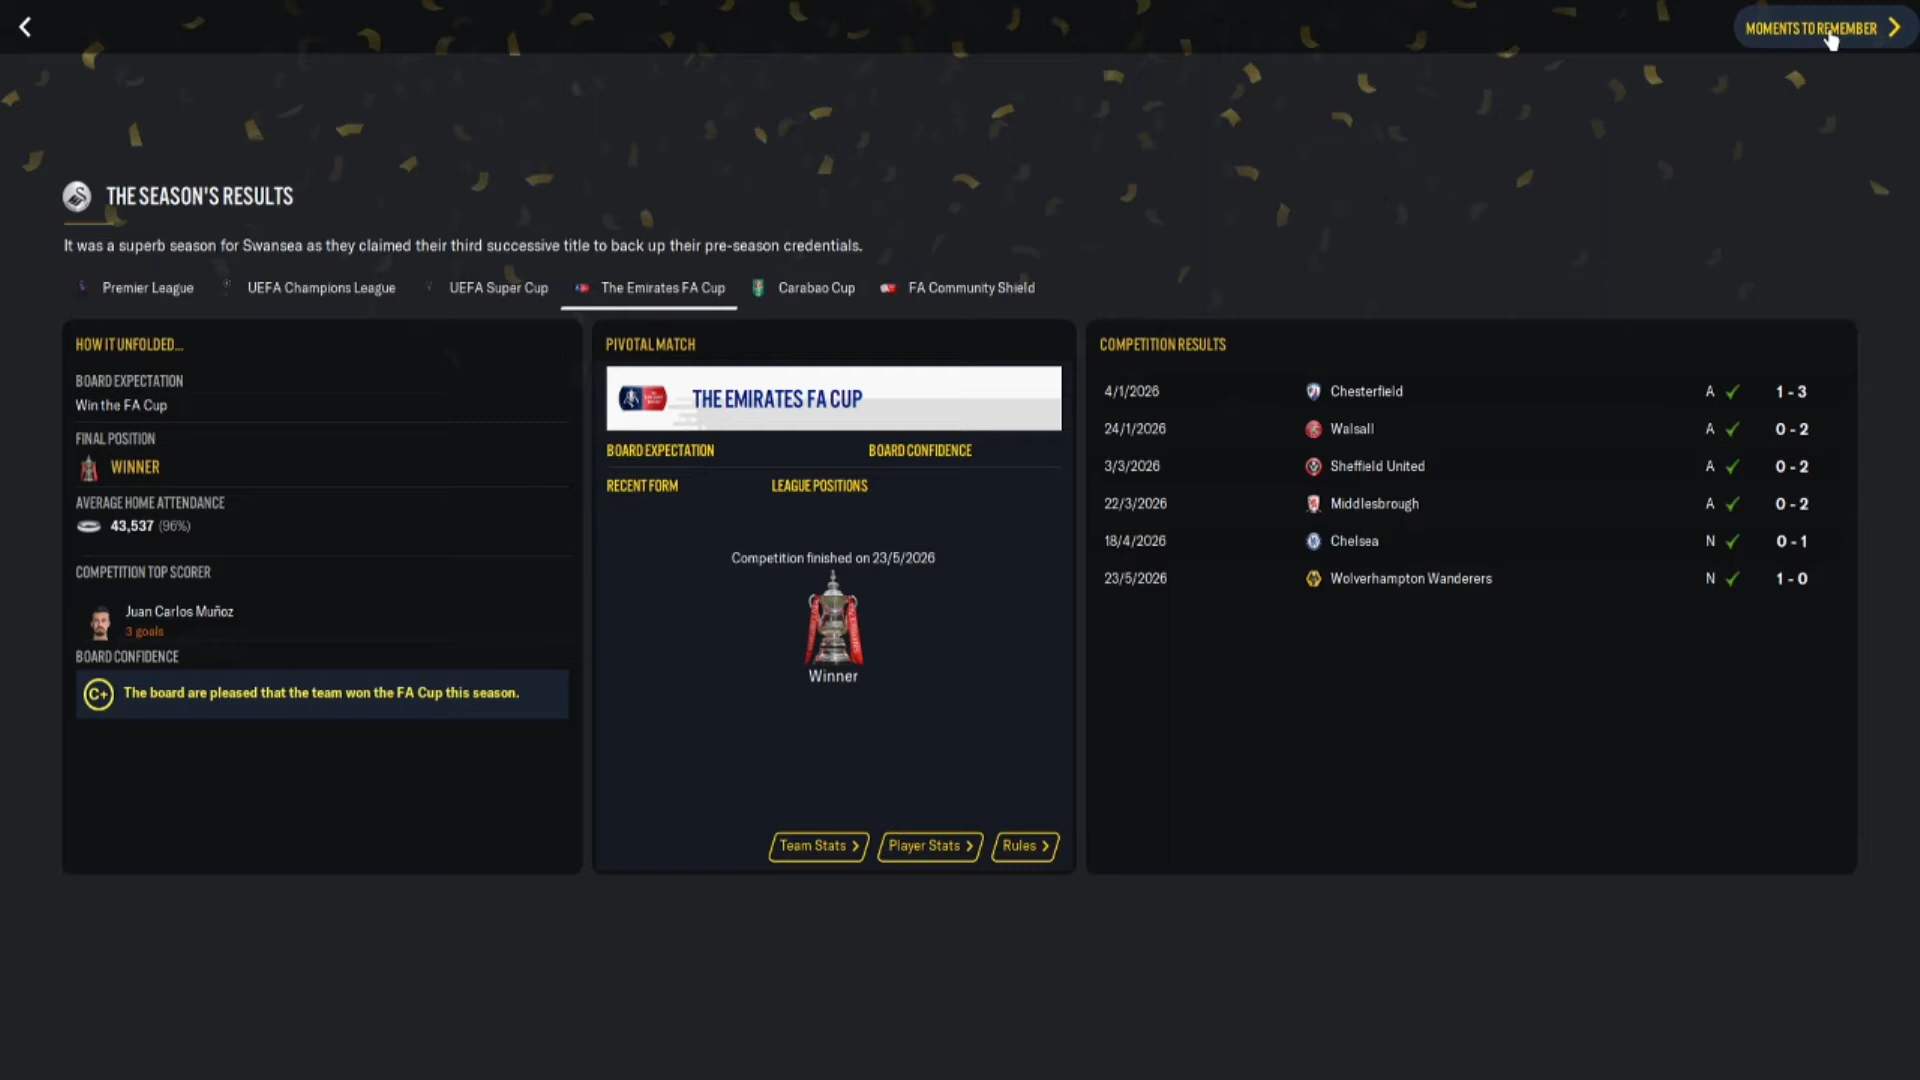 MOMENTS TO REMEMBER
THE SEASON'S RESULTS
It was a superb season for Swansea as they claimed their third successive title to back up their pre-season credentials.
Premier League UEFA Champions League UEFA Super Cup The Emirates FA Cup Carabao Cup FA Community Shield
HOW IT UNFOLDED...
BOARD EXPECTATION
Win the FA Cup
FINAL POSITION
WINNER
AVERAGE HOME ATTENDANCE
43,537 (96%)
COMPETITION TOP SCORER
Juan Carlos Muñoz
3 goals
BOARD CONFIDENCE
C+ The board are pleased that the team won the FA Cup this season.
PIVOTAL MATCH
THE EMIRATES FA CUP
BOARD EXPECTATION BOARD CONFIDENCE
RECENT FORM LEAGUE POSITIONS
Competition finished on 23/5/2026
Winner
Team Stats Player Stats Rules
COMPETITION RESULTS
4/1/2026 Chesterfield A 1 - 3
24/1/2026 Walsall A 0 - 2
3/3/2026 Sheffield United A 0 - 2
22/3/2026 Middlesbrough A 0 - 2
18/4/2026 Chelsea N 0 - 1
23/5/2026 Wolverhampton Wanderers N 1 - 0